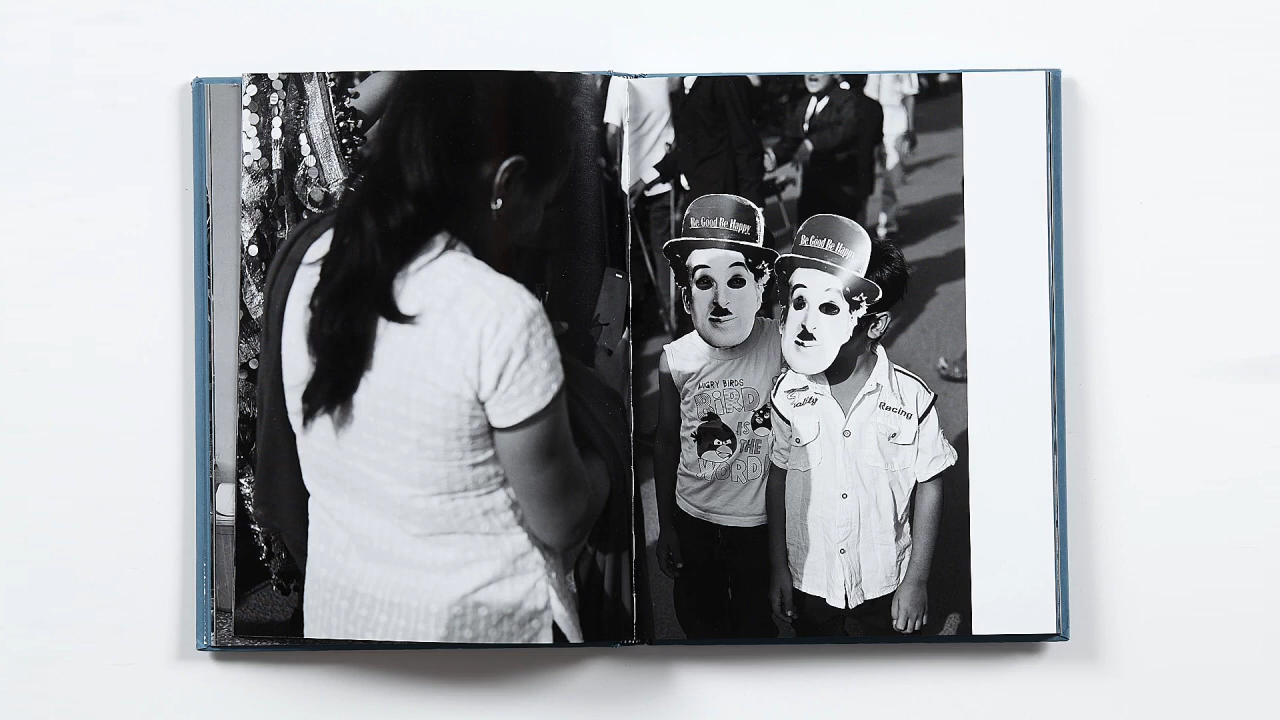 Be Good Be Happy
Be Good Be Happy
ANGRY BIRDS
BIRD
IS
THE
WORD!
Racing